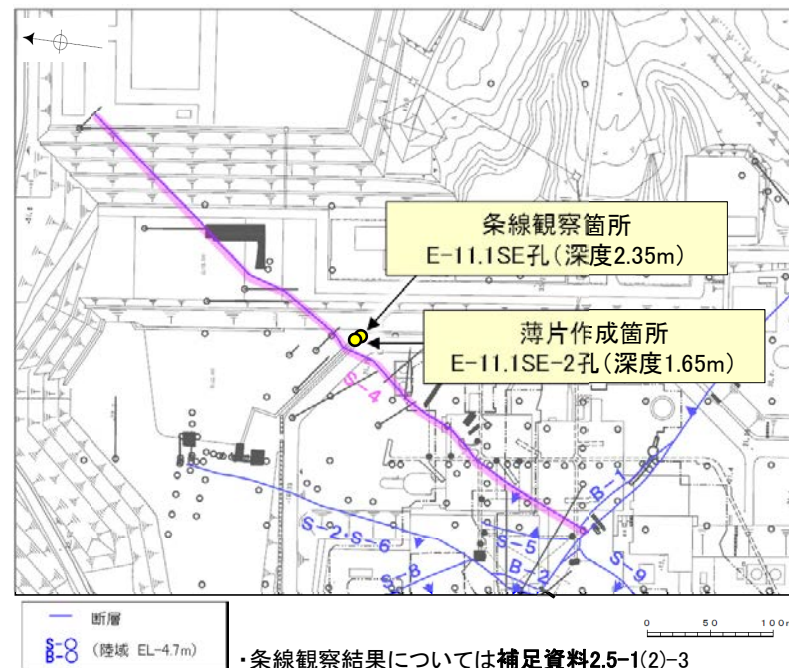 条線観察箇所
E-11.1SE孔(深度2.35m)
薄片作成箇所
E-11.1SE-2孔(深度1.65m)
S-4
B-1
S-2・S-6
S-5
S-8
B-2
S-9
断層
S-○
B-○ (陸域 EL-4.7m)
0 50 100m
・条線観察結果については補足資料2.5-1(2)-3